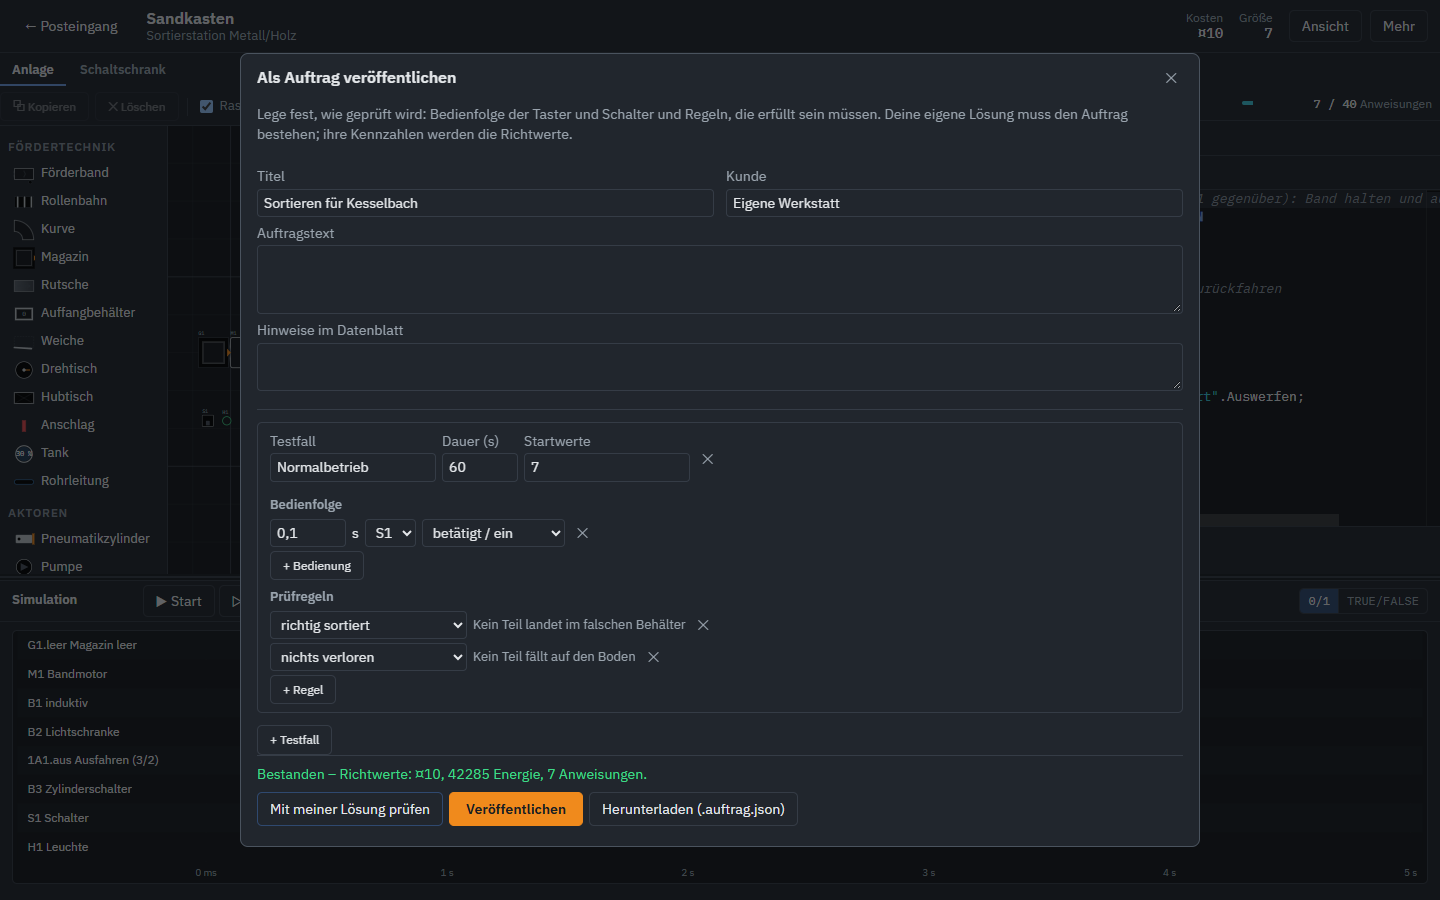 ← Posteingang
Sandkasten
Sortierstation Metall/Holz
Kosten
¤10
Größe
7
Ansicht
Mehr
Anlage
Schaltschrank
Kopieren
Löschen
7 / 40 Anweisungen
FÖRDERTECHNIK
Förderband
Rollenbahn
Kurve
Magazin
Rutsche
Auffangbehälter
Weiche
Drehtisch
Hubtisch
Anschlag
Tank
Rohrleitung
AKTOREN
Pneumatikzylinder
Pumpe
gegenüber): Band halten und
.Auswerfen;
Als Auftrag veröffentlichen
Lege fest, wie geprüft wird: Bedienfolge der Taster und Schalter und Regeln, die erfüllt sein müssen. Deine eigene Lösung muss den Auftrag
bestehen; ihre Kennzahlen werden die Richtwerte.
Titel
Kunde
Sortieren für Kesselbach
Eigene Werkstatt
Auftragstext
Hinweise im Datenblatt
Testfall
Dauer (s)
Startwerte
Normalbetrieb
60
7
Bedienfolge
0,1 s S1 betätigt / ein
+ Bedienung
Prüfregeln
richtig sortiert Kein Teil landet im falschen Behälter
nichts verloren Kein Teil fällt auf den Boden
+ Regel
+ Testfall
Bestanden – Richtwerte: ¤10, 42285 Energie, 7 Anweisungen.
Mit meiner Lösung prüfen
Veröffentlichen
Herunterladen (.auftrag.json)
Simulation
Start
0/1
TRUE/FALSE
G1.leer Magazin leer
M1 Bandmotor
B1 induktiv
B2 Lichtschranke
1A1.aus Ausfahren (3/2)
B3 Zylinderschalter
S1 Schalter
H1 Leuchte
0 ms
1 s
2 s
3 s
4 s
5 s